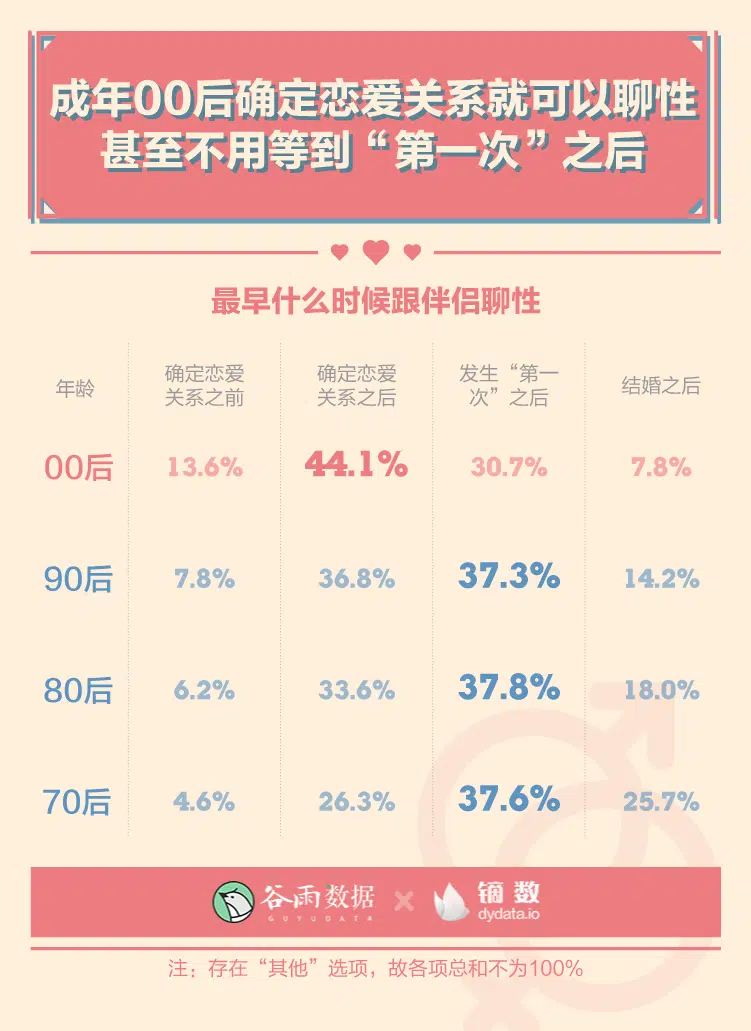 成年00后确定恋爱关系就可以聊性
甚至不用等到“第一次”之后
最早什么时候跟伴侣聊性
年龄 确定恋爱关系之前 确定恋爱关系之后 发生“第一次”之后 结婚之后
00后 13.6% 44.1% 30.7% 7.8%
90后 7.8% 36.8% 37.3% 14.2%
80后 6.2% 33.6% 37.8% 18.0%
70后 4.6% 26.3% 37.6% 25.7%
谷雨数据 × 镝数
GUYUDATA dydata.io
注：存在“其他”选项，故各项总和不为100%